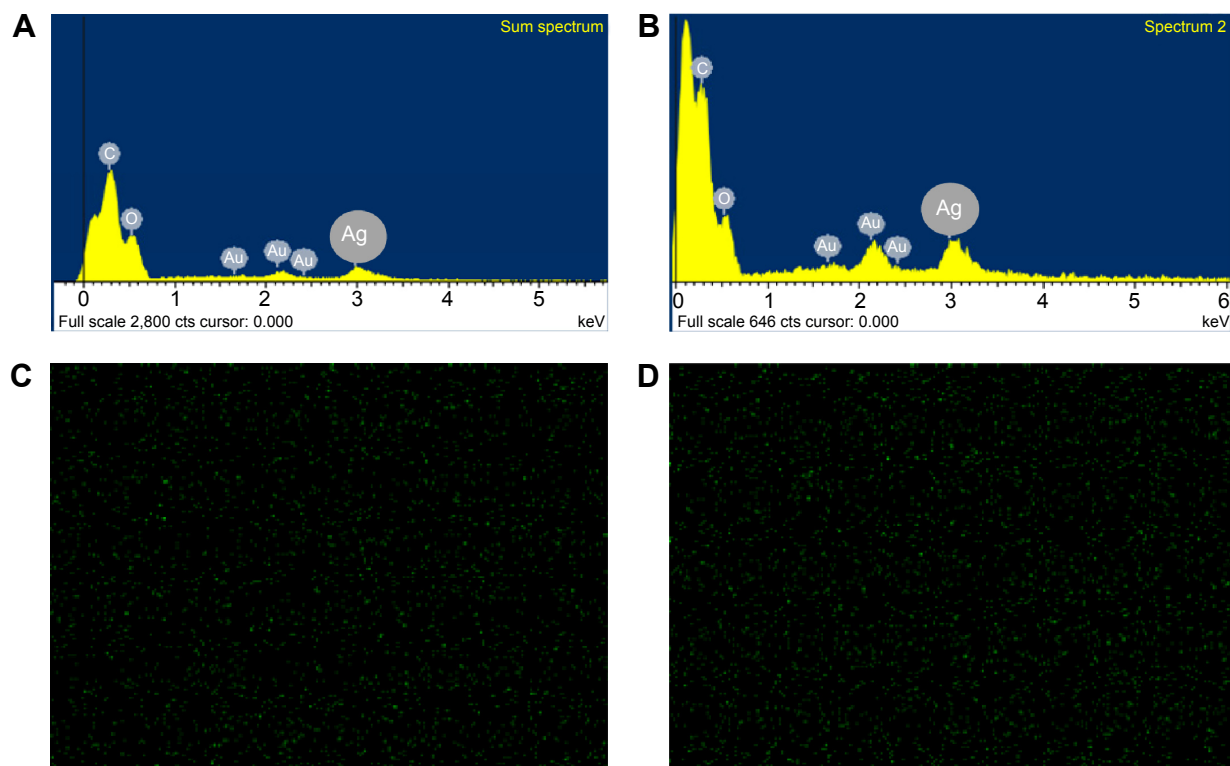 A
Sum spectrum
C
O
Au
Au
Au
Ag
0 1 2 3 4 5
Full scale 2,800 cts cursor: 0.000 keV
B
Spectrum 2
C
O
Au
Au
Au
Ag
0 1 2 3 4 5 6
Full scale 646 cts cursor: 0.000 keV
C
D